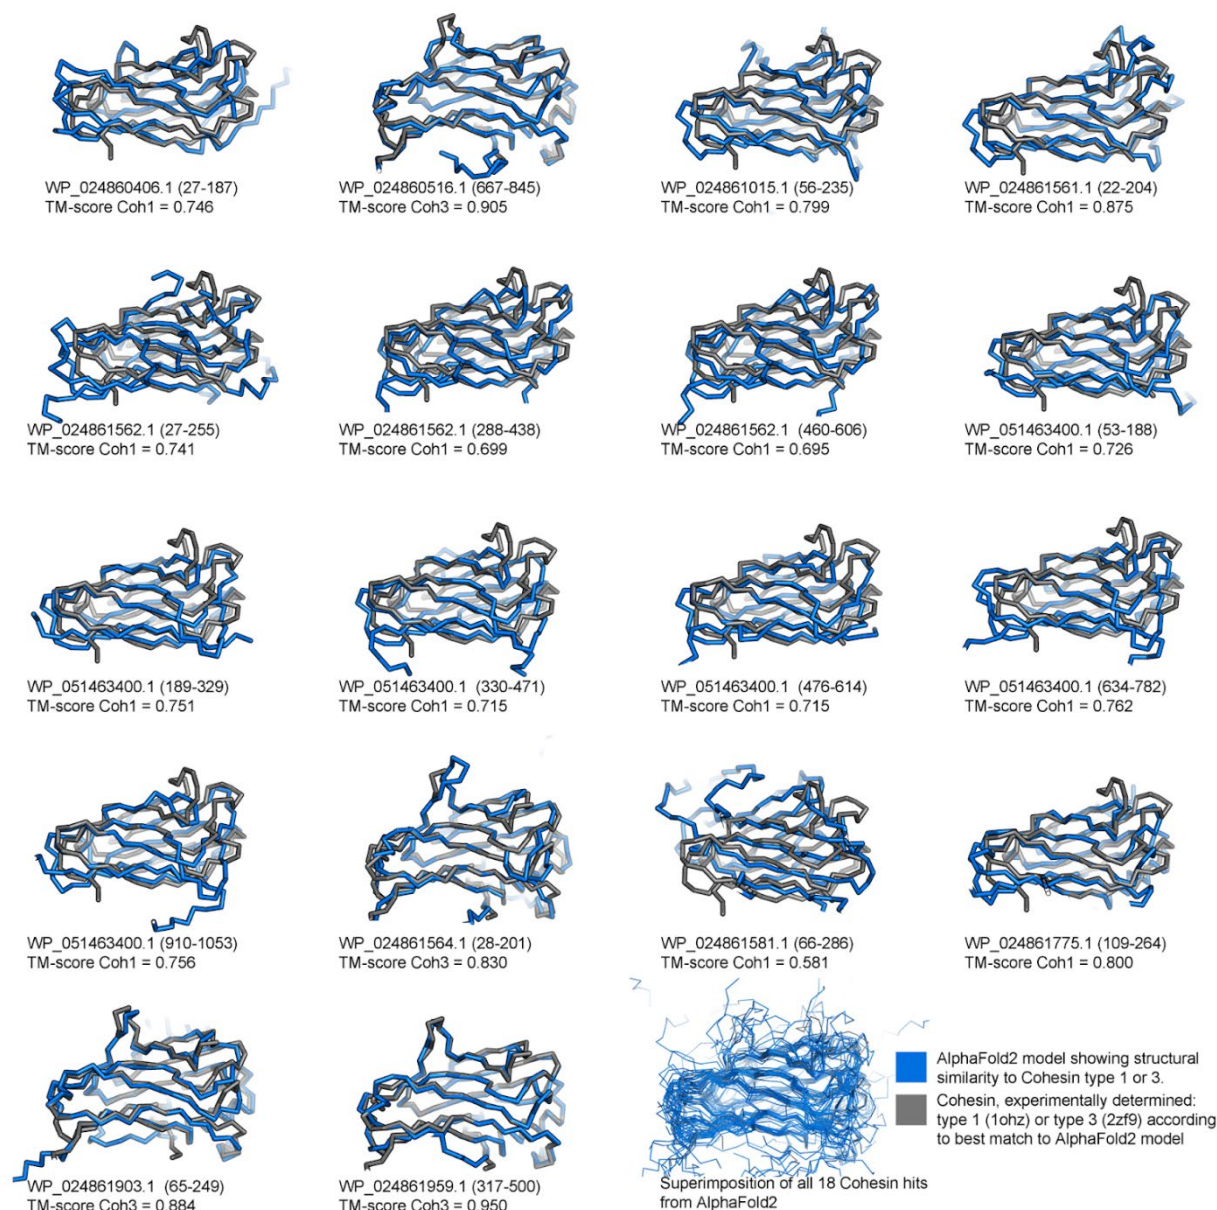 WP_024860406.1 (27-187)
TM-score Coh1 = 0.746
WP_024860516.1 (667-845)
TM-score Coh3 = 0.905
WP_024861015.1 (56-235)
TM-score Coh1 = 0.799
WP_024861561.1 (22-204)
TM-score Coh1 = 0.875
WP_024861562.1 (27-255)
TM-score Coh1 = 0.741
WP_024861562.1 (288-438)
TM-score Coh1 = 0.699
WP_024861562.1 (460-606)
TM-score Coh1 = 0.695
WP_051463400.1 (53-188)
TM-score Coh1 = 0.726
WP_051463400.1 (189-329)
TM-score Coh1 = 0.751
WP_051463400.1 (330-471)
TM-score Coh1 = 0.715
WP_051463400.1 (476-614)
TM-score Coh1 = 0.715
WP_051463400.1 (634-782)
TM-score Coh1 = 0.762
WP_051463400.1 (910-1053)
TM-score Coh1 = 0.756
WP_024861564.1 (28-201)
TM-score Coh3 = 0.830
WP_024861581.1 (66-286)
TM-score Coh1 = 0.581
WP_024861775.1 (109-264)
TM-score Coh1 = 0.800
WP_024861903.1 (65-249)
TM-score Coh3 = 0.884
WP_024861959.1 (317-500)
TM-score Coh3 = 0.950
Superimposition of all 18 Cohesin hits
from AlphaFold2
AlphaFold2 model showing structural
similarity to Cohesin type 1 or 3.
Cohesin, experimentally determined:
type 1 (1ohz) or type 3 (2zf9) according
to best match to AlphaFold2 model